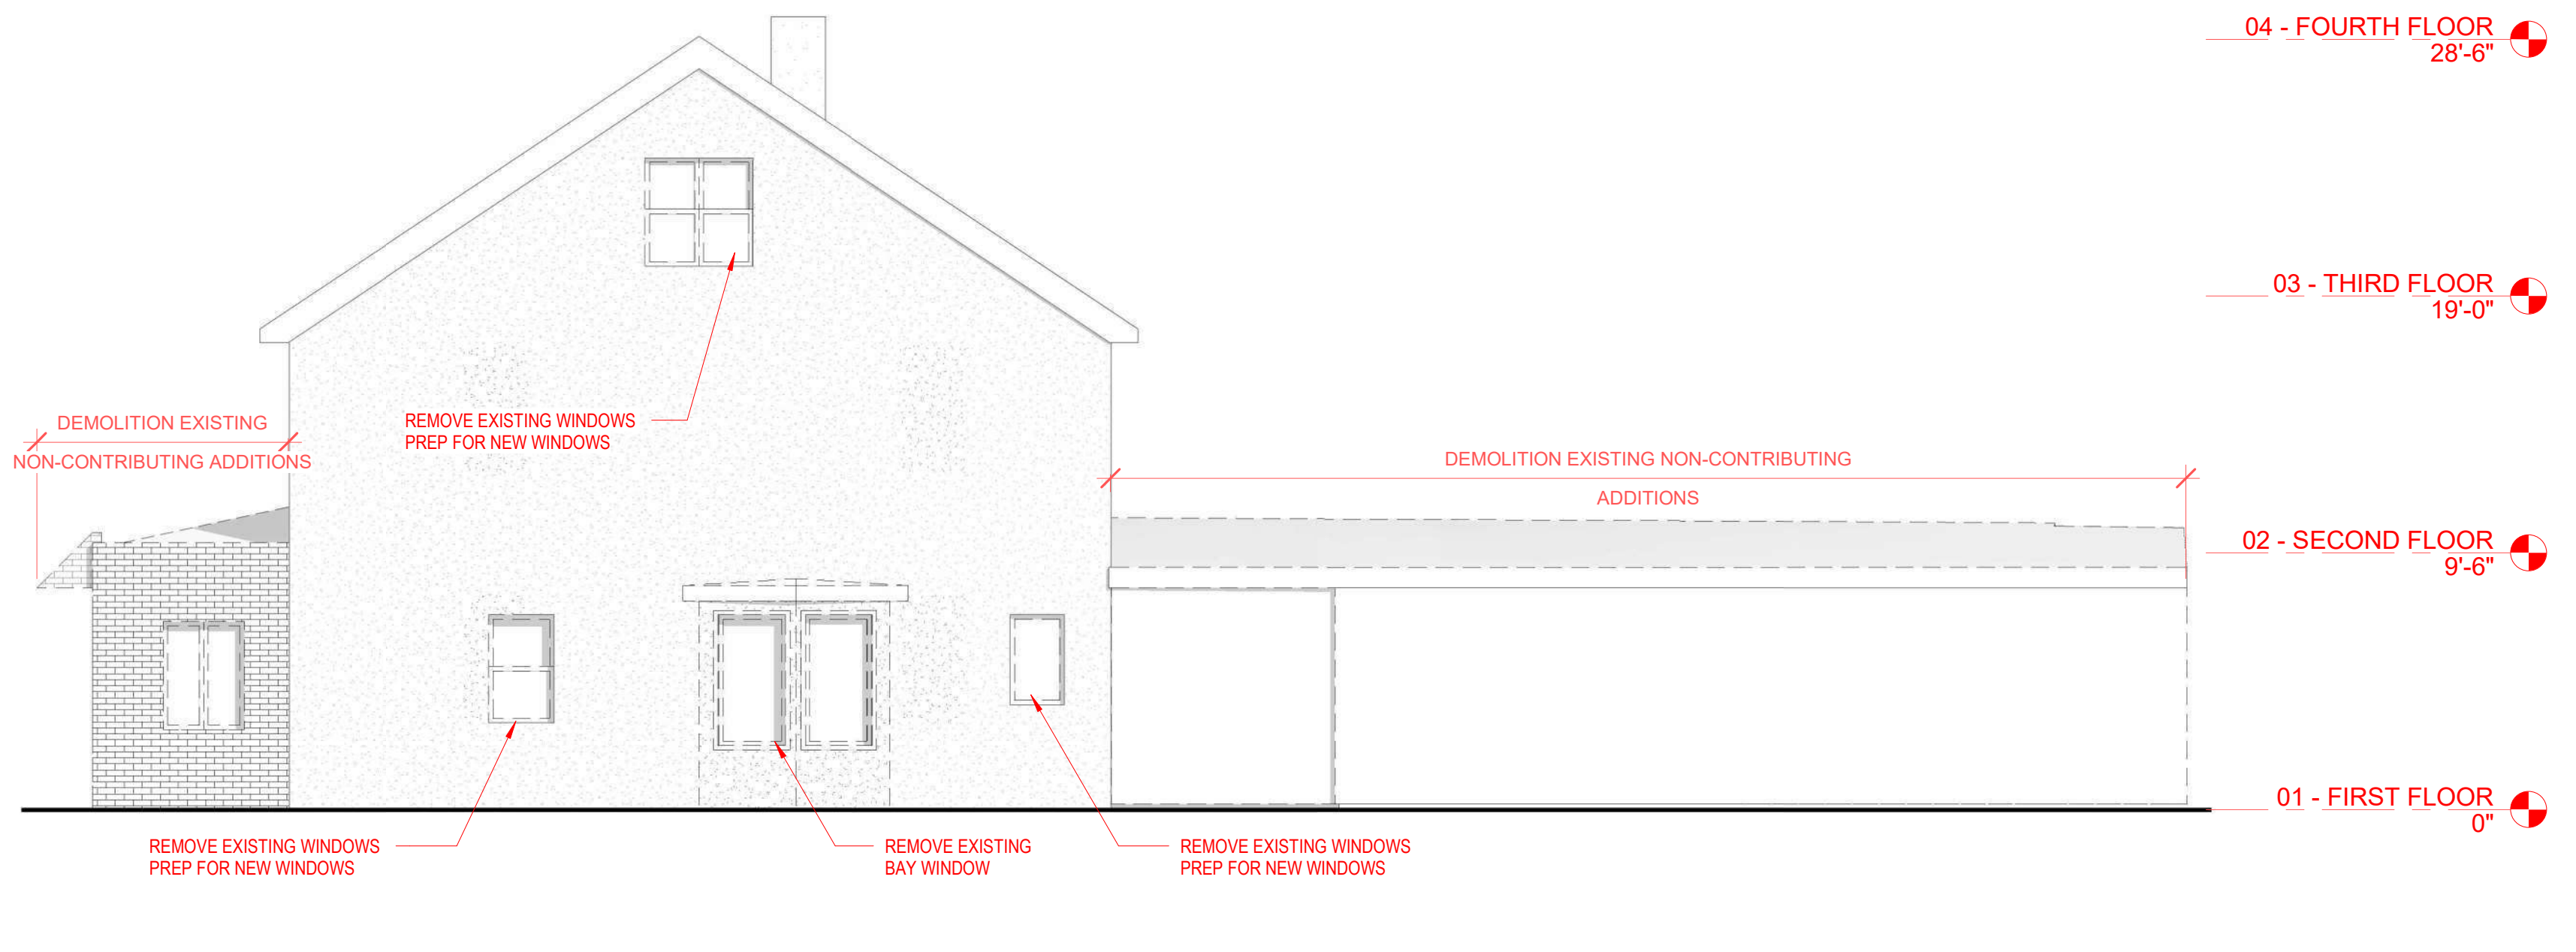 04 - FOURTH FLOOR
28'-6"
03 - THIRD FLOOR
19'-0"
DEMOLITION EXISTING
NON-CONTRIBUTING ADDITIONS
REMOVE EXISTING WINDOWS
PREP FOR NEW WINDOWS
DEMOLITION EXISTING NON-CONTRIBUTING
ADDITIONS
02 - SECOND FLOOR
9'-6"
01 - FIRST FLOOR
0"
REMOVE EXISTING WINDOWS
PREP FOR NEW WINDOWS
REMOVE EXISTING
BAY WINDOW
REMOVE EXISTING WINDOWS
PREP FOR NEW WINDOWS